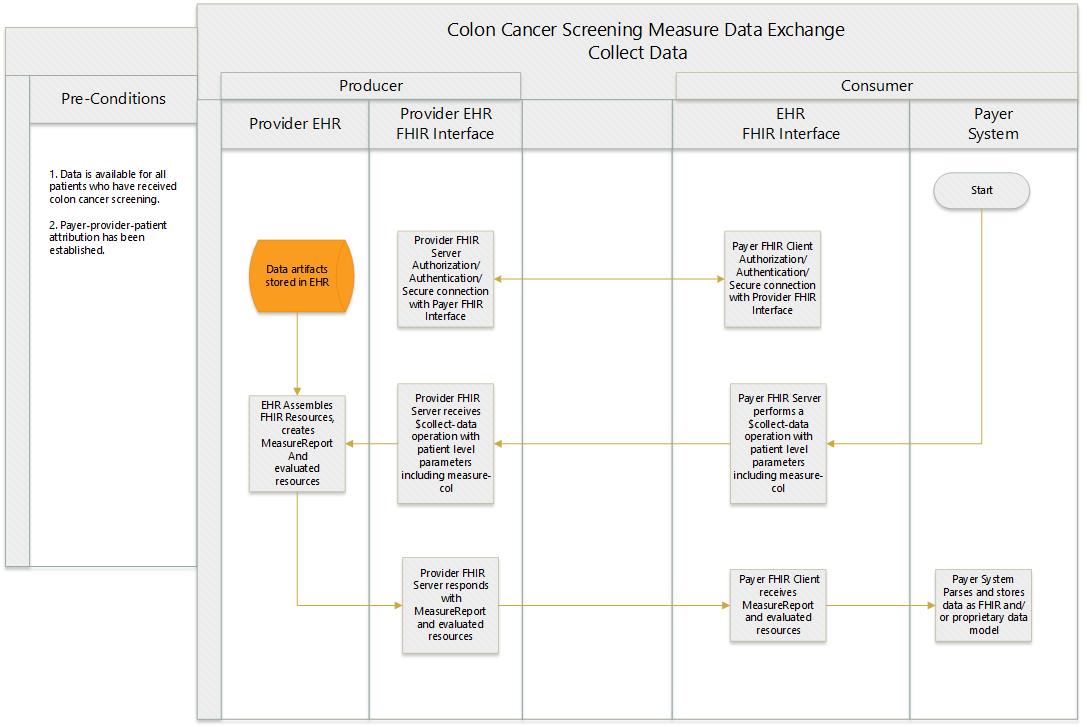 Colon Cancer Screening Measure Data Exchange
Collect Data
Pre-Conditions
Producer
Consumer
Provider EHR
Provider EHR
FHIR Interface
EHR
FHIR Interface
Payer
System
1. Data is available for all
patients who have received
colon cancer screening.
2. Payer-provider-patient
attribution has been
established.
Start
Data artifacts
stored in EHR
Provider FHIR
Server
Authorization/
Authentication/
Secure connection
with Payer FHIR
Interface
Payer FHIR Client
Authorization/
Authentication/
Secure connection
with Provider FHIR
Interface
EHR Assembles
FHIR Resources,
creates
MeasureReport
And
evaluated
resources
Provider FHIR
Server receives
$collect-data
operation with
patient level
parameters
including measure-
col
Payer FHIR Server
performs a
$collect-data
operation with
patient level
parameters
including measure-
col
Provider FHIR
Server responds
with
MeasureReport
and evaluated
resources
Payer FHIR Client
receives
MeasureReport
and evaluated
resources
Payer System
Parses and stores
data as FHIR and/
or proprietary data
model